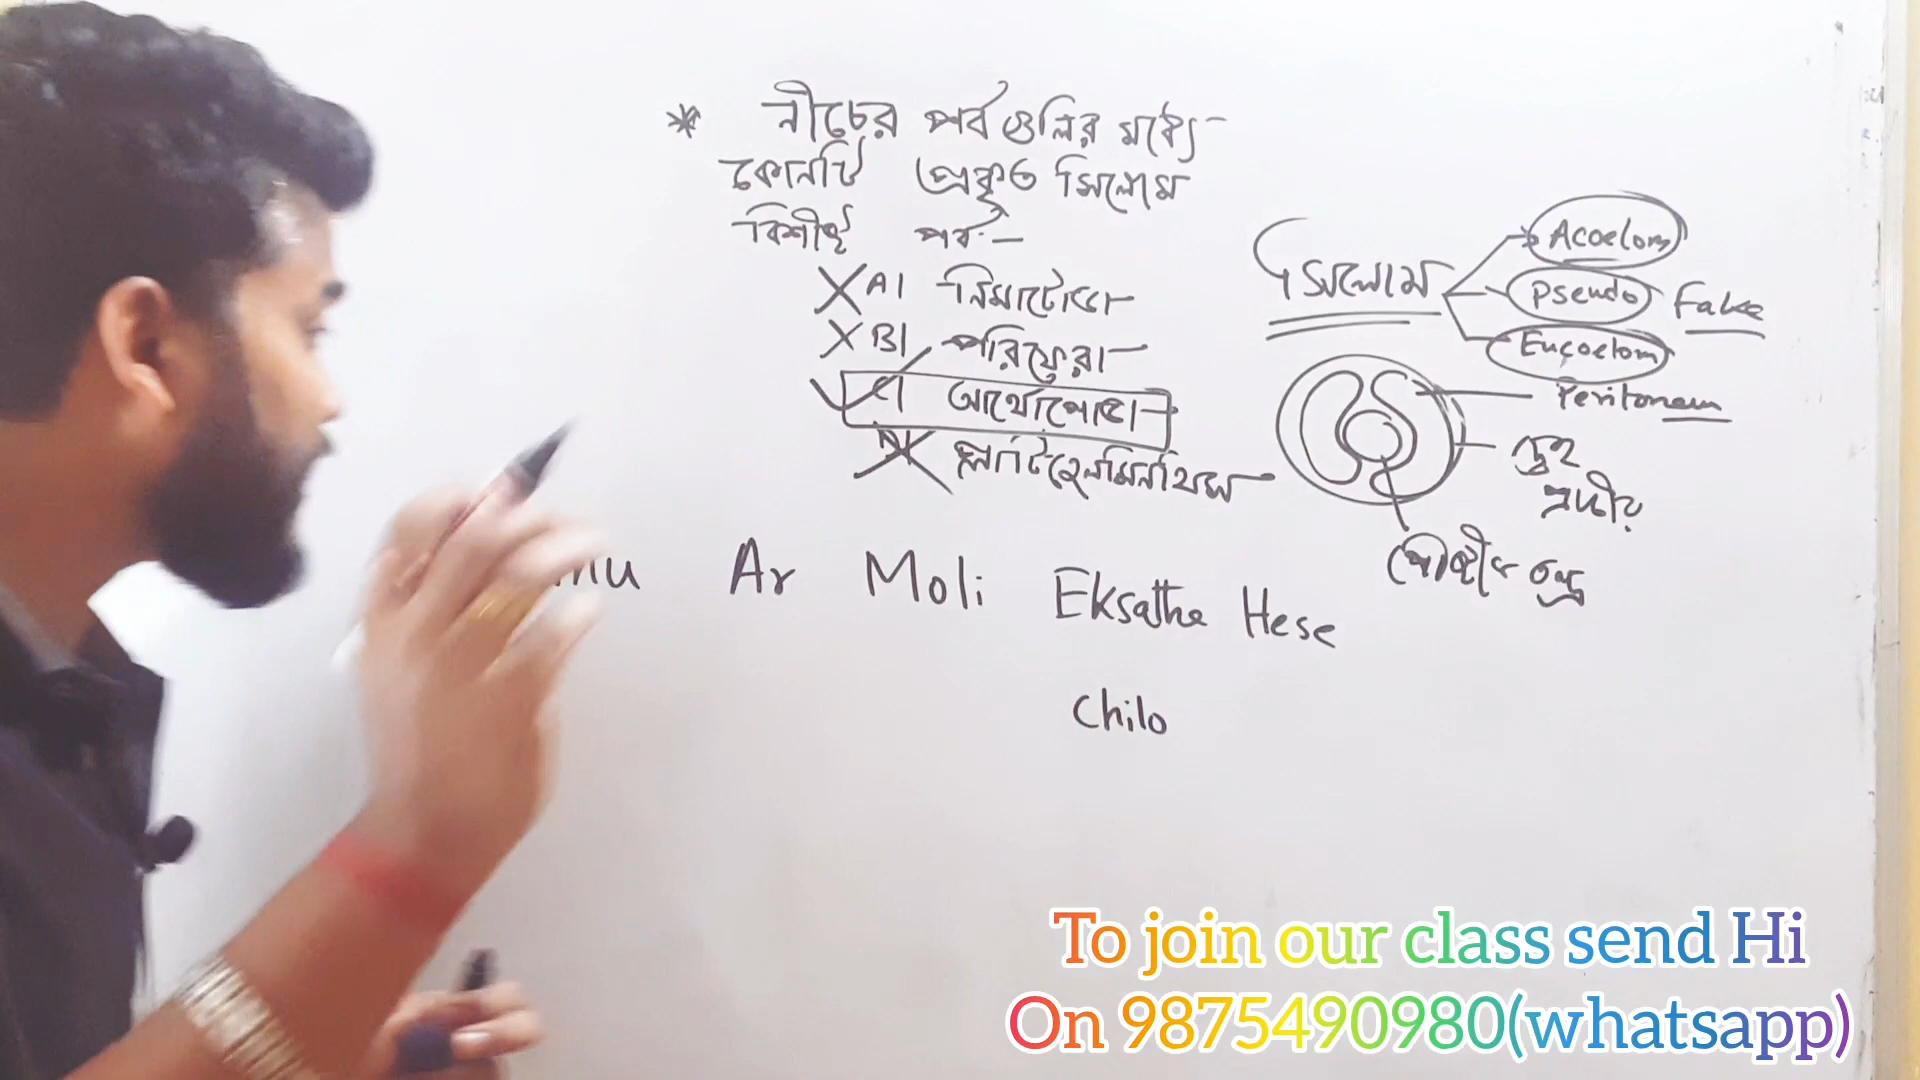 * নীচের পর্ব গুলির মধ্যে
কোনটি প্রকৃত সিলোম
বিশিষ্ট পর্ব :-
A) নিমাটোডা
B) পরিফেরা
C) আর্থ্রোপোডা
D) প্ল্যাটিহেলমিনথিস
সিলোম
Acoelom
Pseudo Fake
Eucoelom
Peritoneum
দেহ
প্রাচীর
পৌষ্টিক তন্ত্র
Ar Moli Eksathe Hese
Chilo
To join our class send Hi
On 9875490980(whatsapp)